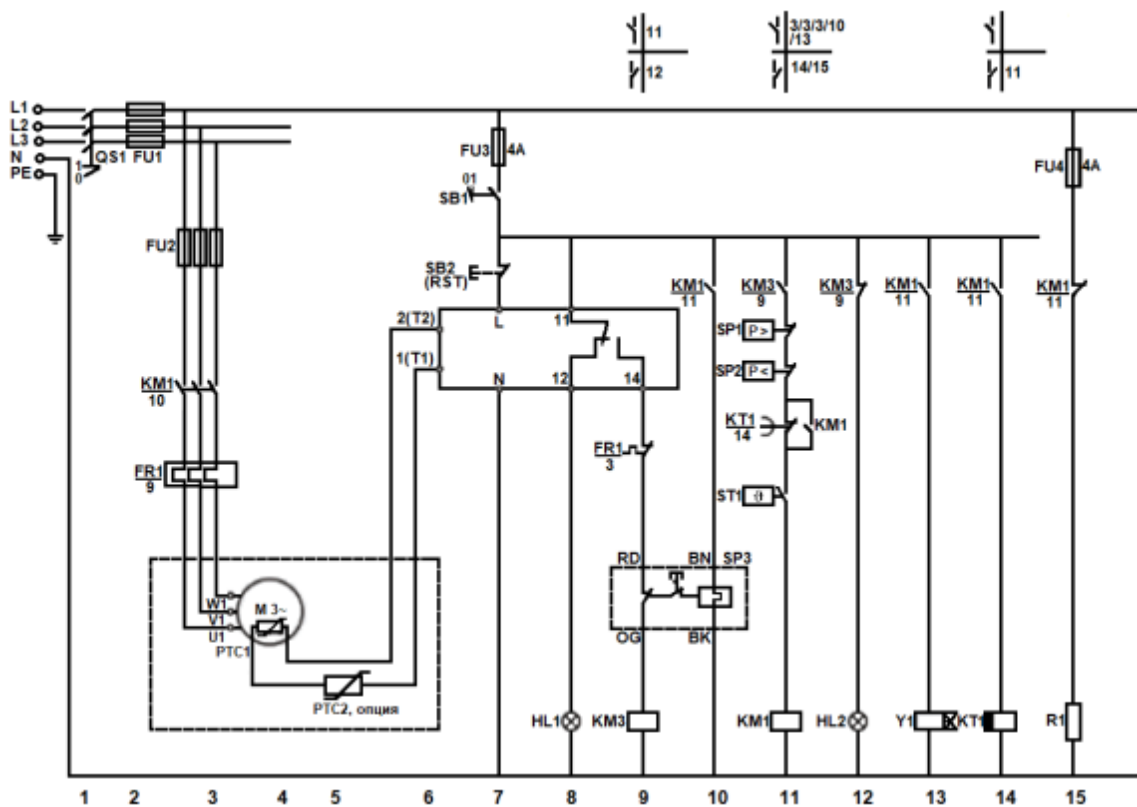 11
12
3/3/3/10
/13
14/15
11
L1
L2
L3
N
PE
1
0
QS1
FU1
FU3
4A
FU4
4A
01
SB1
FU2
SB2
(RST)
KM1
11
KM3
9
KM3
9
KM1
11
KM1
11
KM1
11
2(T2)
L
11
SP1
P >
1(T1)
SP2
P <
N
12
14
KM1
10
KT1
14
KM1
FR1
3
FR1
9
ST1
-t
RD
BN
SP3
W1
V1
U1
M 3~
PTC1
OG
BK
PTC2, опция
HL1
KM3
KM1
HL2
Y1
KT1
R1
1 2 3 4 5 6 7 8 9 10 11 12 13 14 15